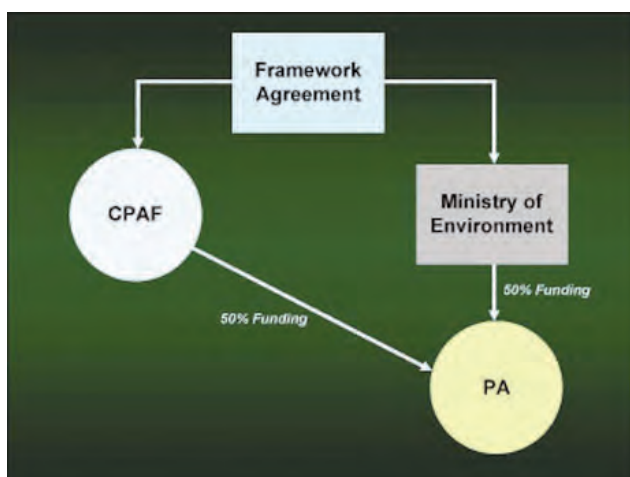 Framework
Agreement
CPAF
Ministry of
Environment
50% Funding
50% Funding
PA